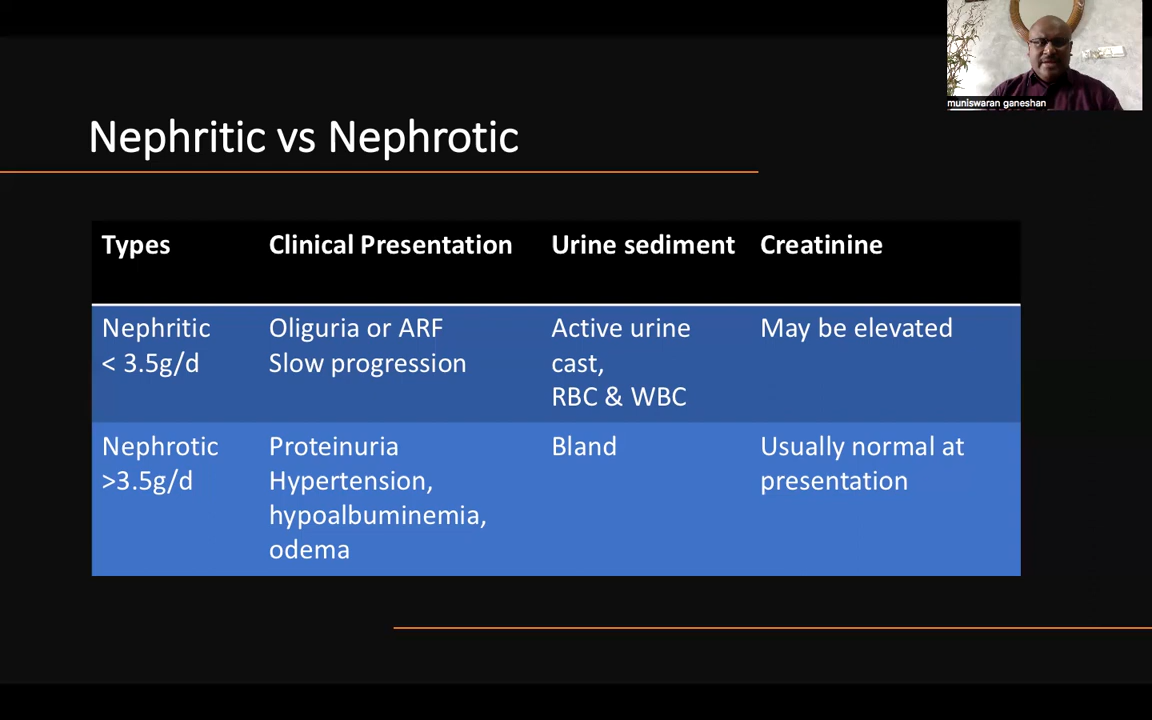 muniswaran ganeshan
Nephritic vs Nephrotic
Types
Clinical Presentation
Urine sediment
Creatinine
Nephritic
< 3.5g/d
Oliguria or ARF
Slow progression
Active urine
cast,
RBC & WBC
May be elevated
Nephrotic
>3.5g/d
Proteinuria
Hypertension,
hypoalbuminemia,
odema
Bland
Usually normal at
presentation